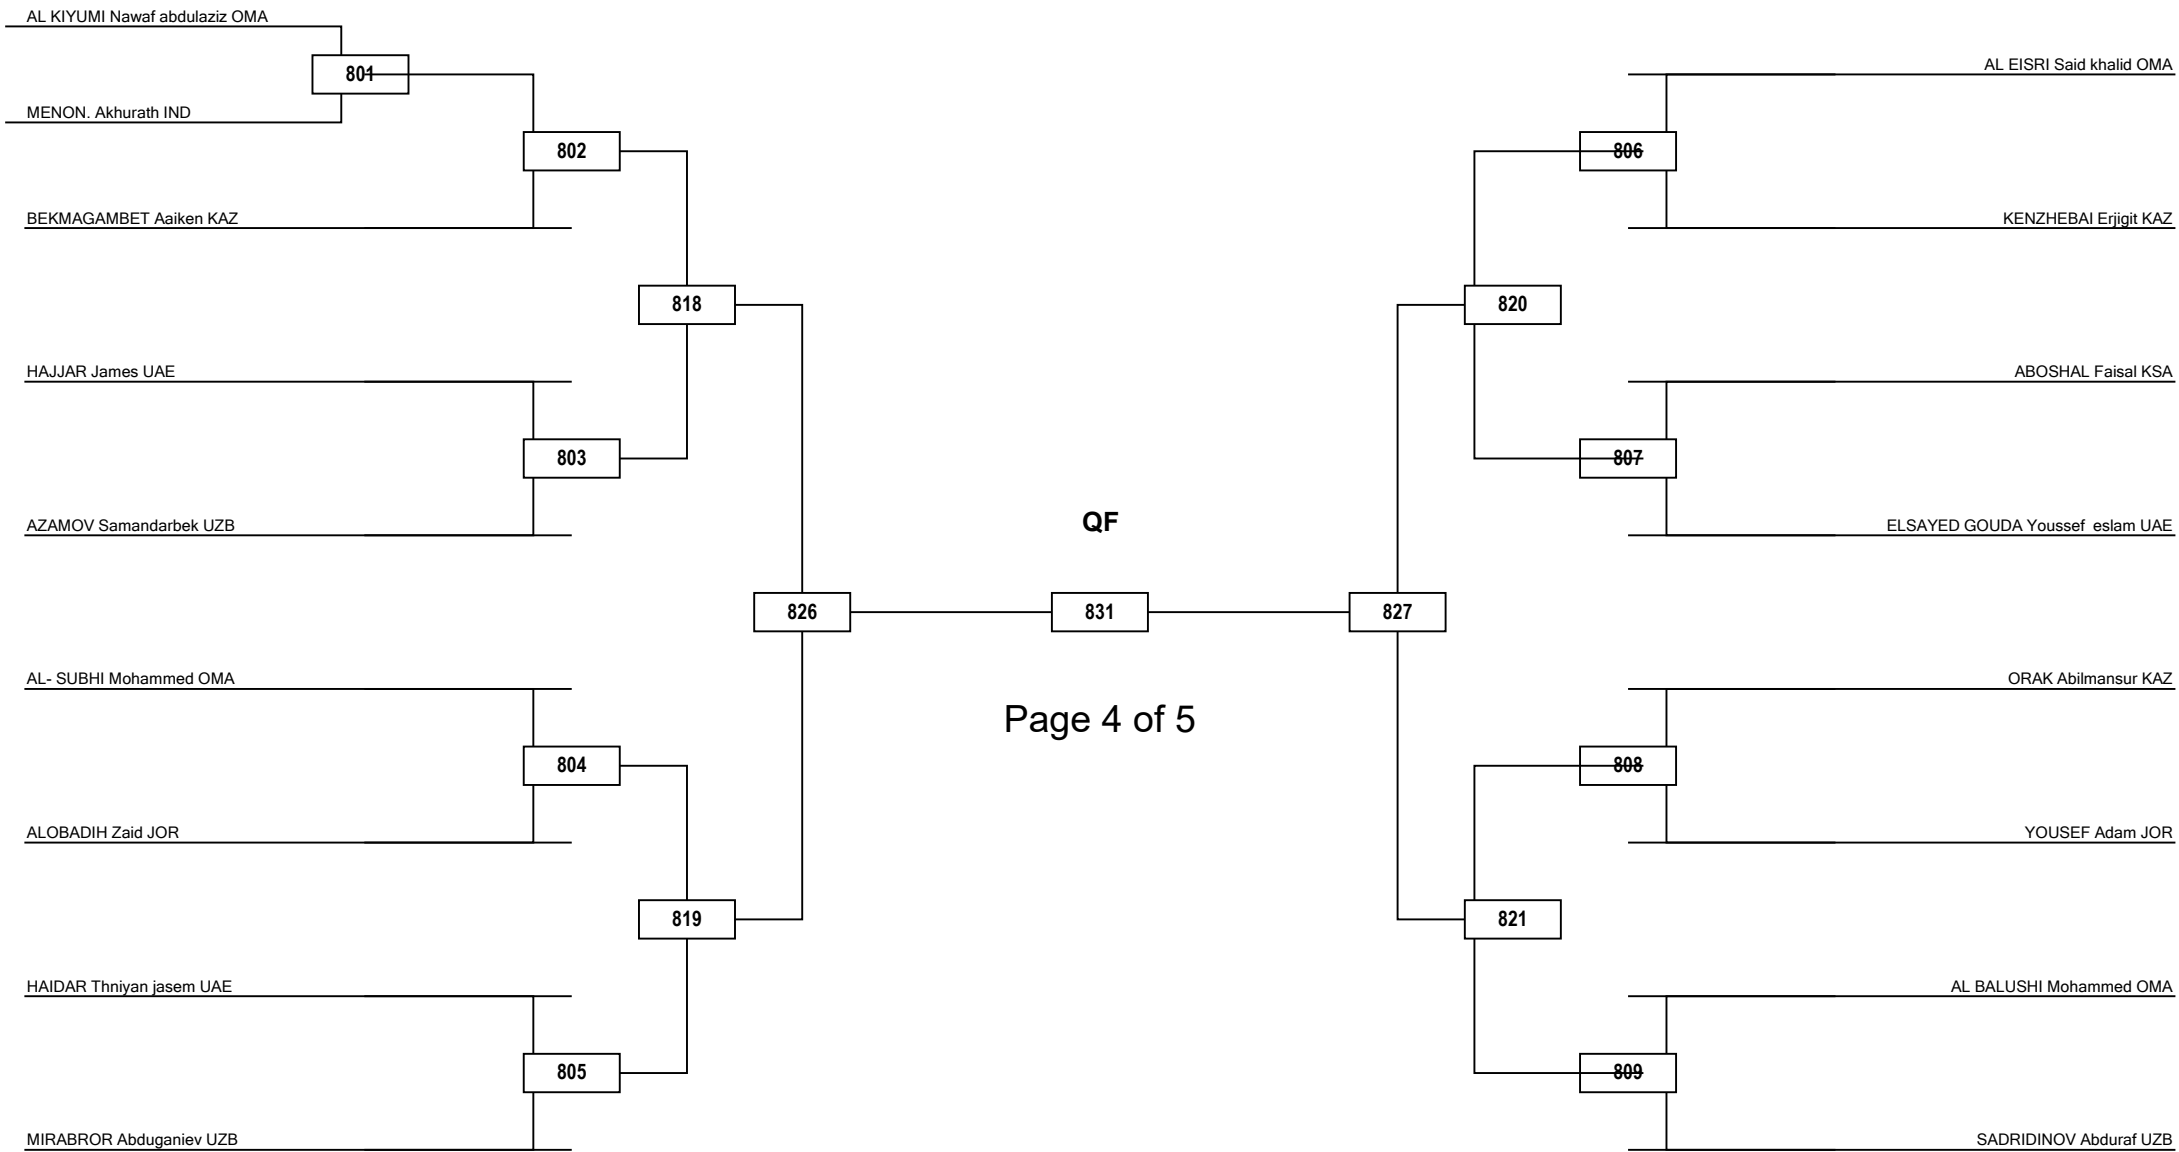 AL KIYUMI Nawaf abdulaziz OMA
801
AL EISRI Said khalid OMA
MENON. Akhurath IND
802
806
BEKMAGAMBET Aaiken KAZ
KENZHEBAI Erjigit KAZ
818
820
HAJJAR James UAE
ABOSHAL Faisal KSA
803
807
AZAMOV Samandarbek UZB
QF
ELSAYED GOUDA Youssef  eslam UAE
826
831
827
AL- SUBHI Mohammed OMA
ORAK Abilmansur KAZ
Page 4 of 5
804
808
ALOBADIH Zaid JOR
YOUSEF Adam JOR
819
821
HAIDAR Thniyan jasem UAE
AL BALUSHI Mohammed OMA
805
809
MIRABROR Abduganiev UZB
SADRIDINOV Abduraf UZB